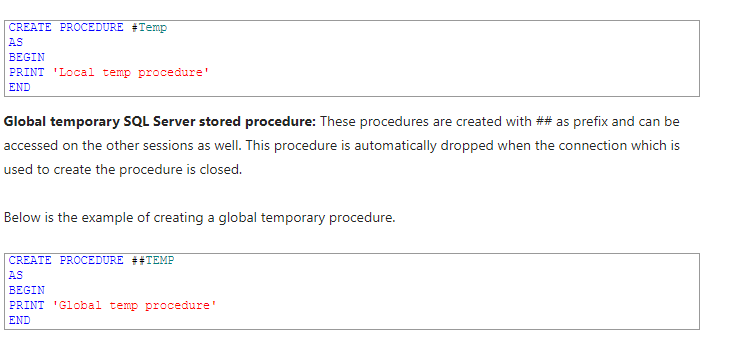 CREATE PROCEDURE #Temp
AS
BEGIN
PRINT 'Local temp procedure'
END
Global temporary SQL Server stored procedure: These procedures are created with ## as prefix and can be
accessed on the other sessions as well. This procedure is automatically dropped when the connection which is
used to create the procedure is closed.
Below is the example of creating a global temporary procedure.
CREATE PROCEDURE ##TEMP
AS
BEGIN
PRINT 'Global temp procedure'
END